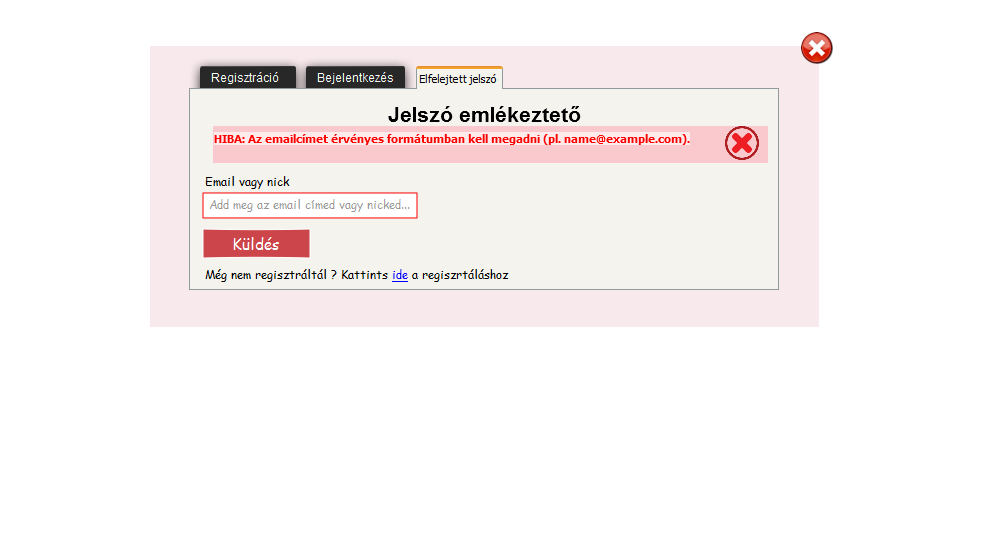 Regisztráció
Bejelentkezés
Elfelejtett jelszó
Jelszó emlékeztető
HIBA: Az emailcímet érvényes formátumban kell megadni (pl. name@example.com).
Email vagy nick
Add meg az email címed vagy nicked...
Küldés
Még nem regisztráltál ? Kattints ide a regiszrtáláshoz